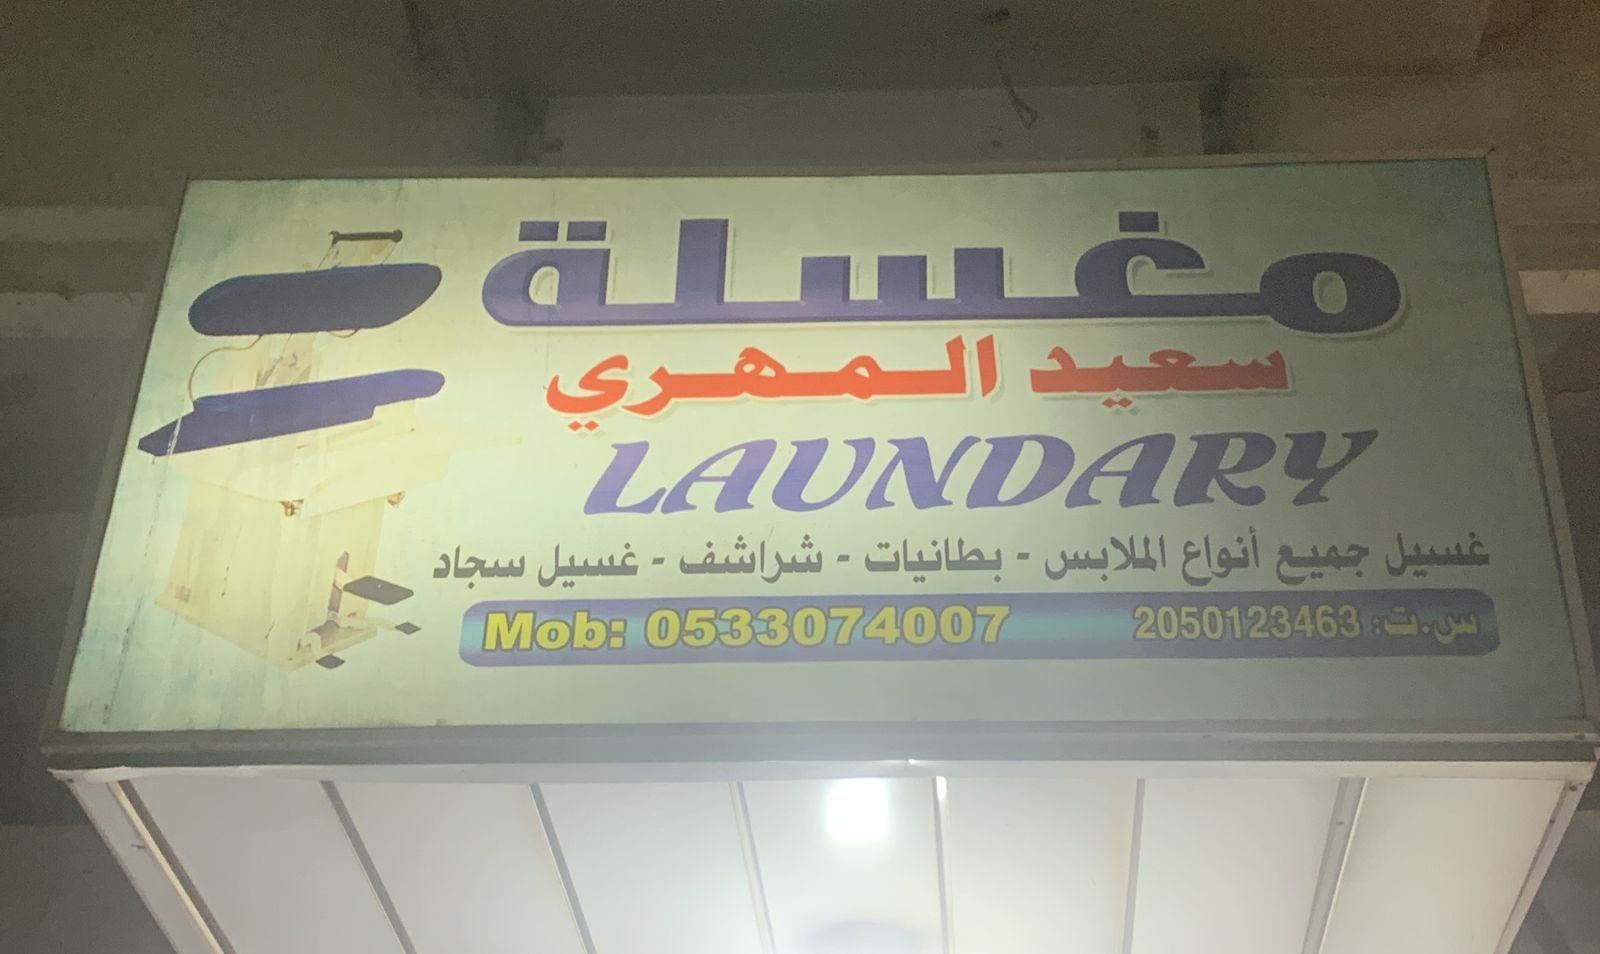 مغسلة
سعيد المهري
LAUNDARY
غسيل جميع أنواع الملابس - بطانيات - شراشف - غسيل سجاد
Mob: 0533074007 س.ت: 2050123463